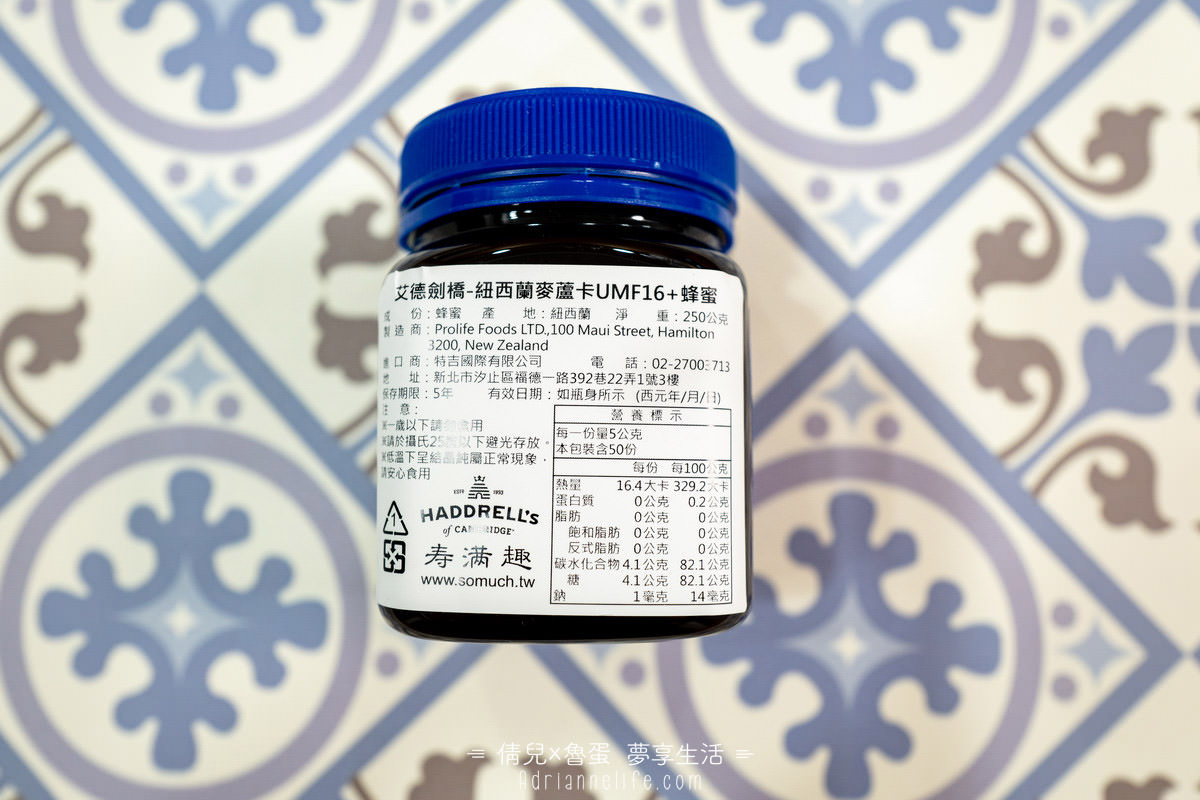 艾德劍橋-紐西蘭麥蘆卡UMF16+蜂蜜
成 份：蜂蜜 產 地：紐西蘭 淨 重：250公克
製 造 商：Prolife Foods LTD.,100 Maui Street, Hamilton
3200, New Zealand
進 口 商：特吉國際有限公司 電 話：02-27003713
地 址：新北市汐止區福德一路392巷22弄1號3樓
保存期限：5年 有效日期：如瓶身所示 (西元年/月/日)
注 意：
※一歲以下請勿食用
※請於攝氏25度以下避光存放。
※低溫下呈結晶純屬正常現象，
請安心食用
ESTD 1993
HADDRELL'S
of CAMBRIDGE
1
寿満趣
www.somuch.tw
營養標示
每一份量5公克
本包裝含50份
每份 每100公克
熱量 16.4大卡 329.2大卡
蛋白質 0公克 0.2公克
脂肪 0公克 0公克
飽和脂肪 0公克 0公克
反式脂肪 0公克 0公克
碳水化合物 4.1公克 82.1公克
糖 4.1公克 82.1公克
鈉 1毫克 14毫克
倩兒x魯蛋 夢享生活
Adriannelife.com